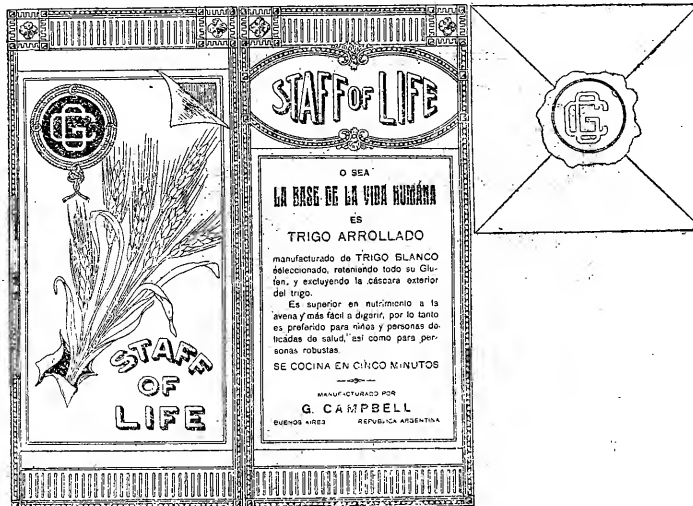 GC
STAFF
OF
LIFE
STAFF OF LIFE
O SEA
LA BASE DE LA VIDA HUMÁNA
ES
TRIGO ARROLLADO
manufacturado de TRIGO BLANCO
seleccionado, reteniendo todo su Glu-
ten, y excluyendo la cáscara exterior
del trigo.
Es superior en nutrimento a la
avena y más fácil a digerir, por lo tanto
es preferido para niños y personas de-
licadas de salud, así como para per-
sonas robustas.
SE COCINA EN CINCO MINUTOS
MANUFACTURADO POR
G. CAMPBELL
BUENOS AIRES REPÚBLICA ARGENTINA
GC